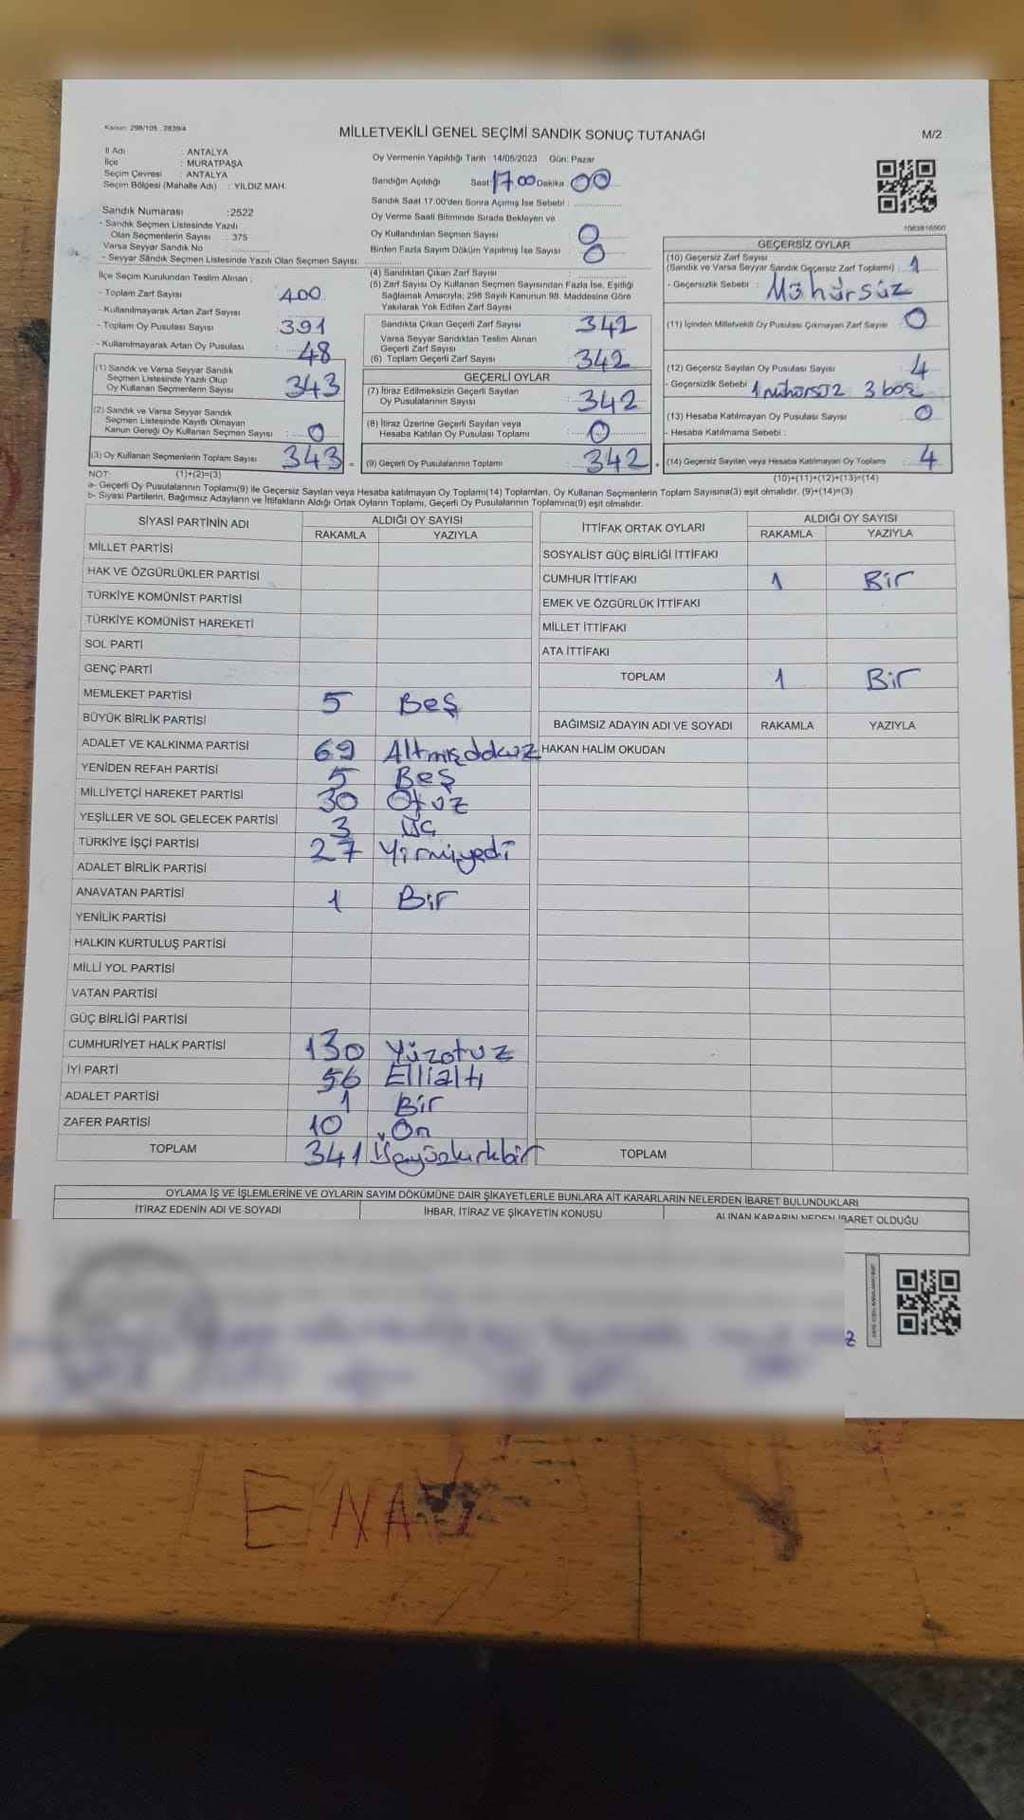 Kanun: 298/105 , 2839/4
MİLLETVEKİLİ GENEL SEÇİMİ SANDIK SONUÇ TUTANAĞI
M/2
İl Adı : ANTALYA
İlçe : MURATPAŞA
Seçim Çevresi : ANTALYA
Seçim Bölgesi (Mahalle Adı) : YILDIZ MAH.
Oy Vermenin Yapıldığı Tarih : 14/05/2023 Gün: Pazar
Sandığın Açıldığı Saat: 17 00 Dakika 00
Sandık Saat 17.00'den Sonra Açımış İse Sebebi :
Oy Verme Saati Bitiminde Sırada Bekleyen ve
Oy Kullandırılan Seçmen Sayısı 0
Birden Fazla Sayım Döküm Yapılmış İse Sayısı 0
Sandık Numarası :2522
- Sandık Seçmen Listesinde Yazılı
Olan Seçmenlerin Sayısı : 375
Varsa Seyyar Sandık No
- Seyyar Sandık Seçmen Listesinde Yazılı Olan Seçmen Sayısı:
İlçe Seçim Kurulundan Teslim Alınan :
- Toplam Zarf Sayısı 400
- Kullanılmayarak Artan Zarf Sayısı :
- Toplam Oy Pusulası Sayısı 391
- Kullanılmayarak Artan Oy Pusulası 48
(1) Sandık ve Varsa Seyyar Sandık
Seçmen Listesinde Yazılı Olup
Oy Kullanan Seçmenlerin Sayısı 343
(2) Sandık ve Varsa Seyyar Sandık
Seçmen Listesinde Kayıtlı Olmayan
Kanun Gereği Oy Kullanan Seçmen Sayısı : 0
(3) Oy Kullanan Seçmenlerin Toplam Sayısı 343
(4) Sandıktan Çıkan Zarf Sayısı
(5) Zarf Sayısı Oy Kullanan Seçmen Sayısından Fazla İse, Eşitliği
Sağlamak Amacıyla; 298 Sayılı Kanunun 98. Maddesine Göre
Yakılarak Yok Edilen Zarf Sayısı
Sandıkta Çıkan Geçerli Zarf Sayısı 342
Varsa Seyyar Sandıktan Teslim Alınan
Geçerli Zarf Sayısı
(6) Toplam Geçerli Zarf Sayısı 342
GEÇERLİ OYLAR
(7) İtiraz Edilmeksizin Geçerli Sayılan
Oy Pusulalarının Sayısı 342
(8) İtiraz Üzerine Geçerli Sayılan veya
Hesaba Katılan Oy Pusulası Toplamı 0
(9) Geçerli Oy Pusulalarının Toplamı 342
GEÇERSİZ OYLAR
(10) Geçersiz Zarf Sayısı
(Sandık ve Varsa Seyyar Sandık Geçersiz Zarf Toplamı) : 1
- Geçersizlik Sebebi : Mühürsüz
(11) İçinden Milletvekili Oy Pusulası Çıkmayan Zarf Sayısı 0
(12) Geçersiz Sayılan Oy Pusulası Sayısı 4
- Geçersizlik Sebebi 1 mühürsüz 3 boş
(13) Hesaba Katılmayan Oy Pusulası Sayısı 0
- Hesaba Katılmama Sebebi :
(14) Geçersiz Sayılan veya Hesaba Katılmayan Oy Toplamı 4
NOT: (1)+(2)=(3)
(10)+(11)+(12)+(13)=(14)
a- Geçerli Oy Pusulalarının Toplamı(9) ile Geçersiz Sayılan veya Hesaba katılmayan Oy Toplamı(14) Toplamları, Oy Kullanan Seçmenlerin Toplam Sayısına(3) eşit olmalıdır. (9)+(14)=(3)
b- Siyasi Partilerin, Bağımsız Adayların ve İttifakların Aldığı Ortak Oyların Toplamı, Geçerli Oy Pusulalarının Toplamına(9) eşit olmalıdır.
SİYASİ PARTİNİN ADI ALDIĞI OY SAYISI
RAKAMLA YAZIYLA
MİLLET PARTİSİ
HAK VE ÖZGÜRLÜKLER PARTİSİ
TÜRKİYE KOMÜNİST PARTİSİ
TÜRKİYE KOMÜNİST HAREKETİ
SOL PARTİ
GENÇ PARTİ
MEMLEKET PARTİSİ 5 Beş
BÜYÜK BİRLİK PARTİSİ
ADALET VE KALKINMA PARTİSİ 69 Altmışdokuz
YENİDEN REFAH PARTİSİ 5 Beş
MİLLİYETÇİ HAREKET PARTİSİ 30 Otuz
YEŞİLLER VE SOL GELECEK PARTİSİ 3 Üç
TÜRKİYE İŞÇİ PARTİSİ 27 Yirmiyedi
ADALET BİRLİK PARTİSİ
ANAVATAN PARTİSİ 1 Bir
YENİLİK PARTİSİ
HALKIN KURTULUŞ PARTİSİ
MİLLİ YOL PARTİSİ
VATAN PARTİSİ
GÜÇ BİRLİĞİ PARTİSİ
CUMHURİYET HALK PARTİSİ 130 Yüzotuz
İYİ PARTİ 56 Ellialtı
ADALET PARTİSİ 1 Bir
ZAFER PARTİSİ 10 On
TOPLAM 341 Üçyüzkırkbir
İTTİFAK ORTAK OYLARI ALDIĞI OY SAYISI
RAKAMLA YAZIYLA
SOSYALİST GÜÇ BİRLİĞİ İTTİFAKI
CUMHUR İTTİFAKI 1 Bir
EMEK VE ÖZGÜRLÜK İTTİFAKI
MİLLET İTTİFAKI
ATA İTTİFAKI
TOPLAM 1 Bir
BAĞIMSIZ ADAYIN ADI VE SOYADI RAKAMLA YAZIYLA
HAKAN HALİM OKUDAN
TOPLAM
OYLAMA İŞ VE İŞLEMLERİNE VE OYLARIN SAYIM DÖKÜMÜNE DAİR ŞİKAYETLERLE BUNLARA AİT KARARLARIN NELERDEN İBARET BULUNDUKLARI
İTİRAZ EDENİN ADI VE SOYADI İHBAR, İTİRAZ VE ŞİKAYETİN KONUSU ALINAN KARARIN NEDEN İBARET OLDUĞU